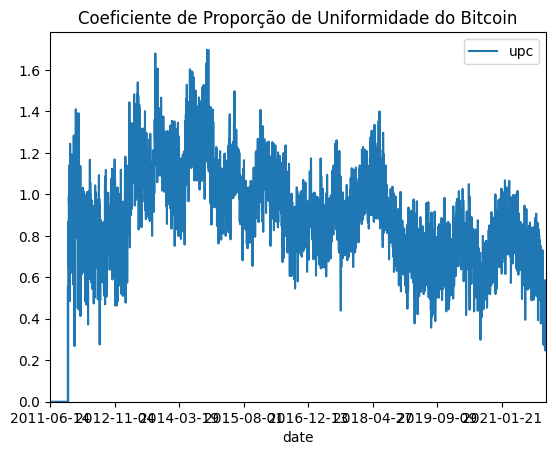 Coeficiente de Proporção de Uniformidade do Bitcoin
upc
1.6
1.4
1.2
1.0
0.8
0.6
0.4
0.2
0.0
2011-06-14 2012-11-04 2014-03-19 2015-08-01 2016-12-13 2018-04-27 2019-09-09 2021-01-21
date